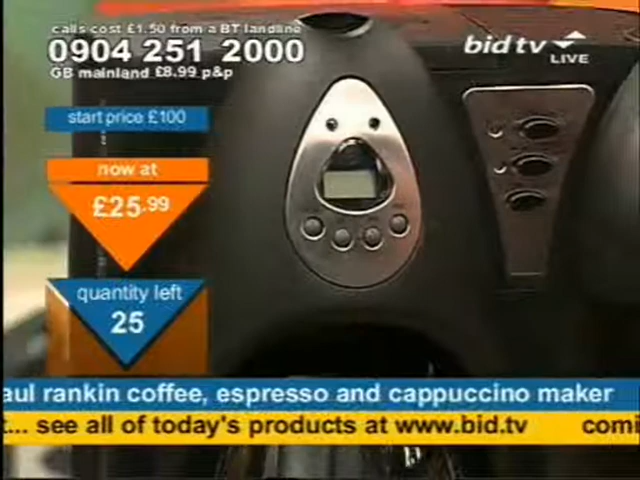 calls cost £1.50 from a BT landline
0904 251 2000
GB mainland £8.99 p&p
bid tv
LIVE
start price £100
now at
£25.99
quantity left
25
aul rankin coffee, espresso and cappuccino maker
t... see all of today's products at www.bid.tv
comi